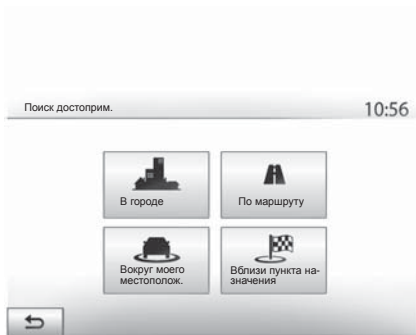 Поиск достоприм.
10:56
В городе
По маршруту
Вокруг моего
местополож.
Вблизи пункта на-
значения